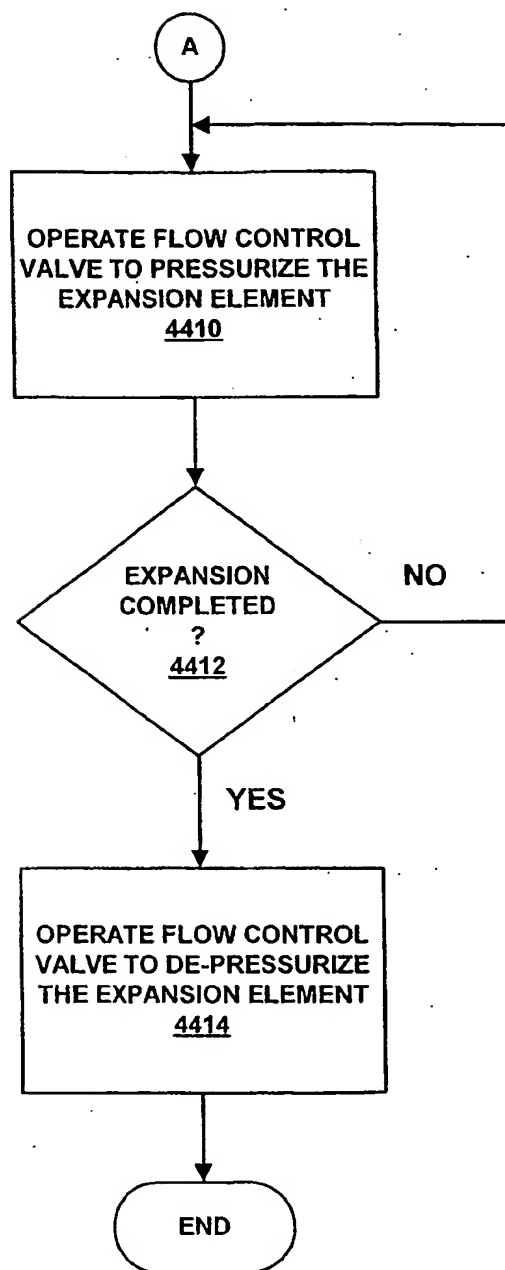 A
OPERATE FLOW CONTROL
VALVE TO PRESSURIZE THE
EXPANSION ELEMENT
4410
EXPANSION
COMPLETED
?
4412
NO
YES
OPERATE FLOW CONTROL
VALVE TO DE-PRESSURIZE
THE EXPANSION ELEMENT
4414
END